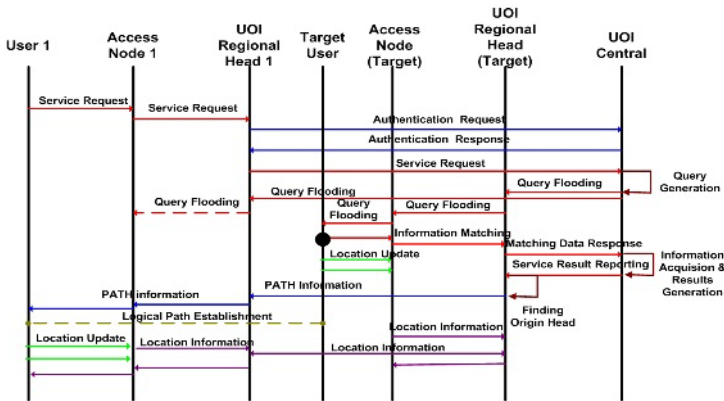 User 1
Access
Node 1
UOI
Regional
Head 1
Target
User
Access
Node
(Target)
UOI
Regional
Head
(Target)
UOI
Central
Service Request
Service Request
Authentication Request
Authentication Response
Service Request
Query
Generation
Query Flooding
Query Flooding
Query Flooding
Query
Flooding
Query Flooding
Information Matching
Matching Data Response
Location Update
Service Result Reporting
Information
Acquision &
Results
Generation
PATH information
PATH Information
Finding
Origin Head
Logical Path Establishment
Location Information
Location Update
Location Information
Location Information